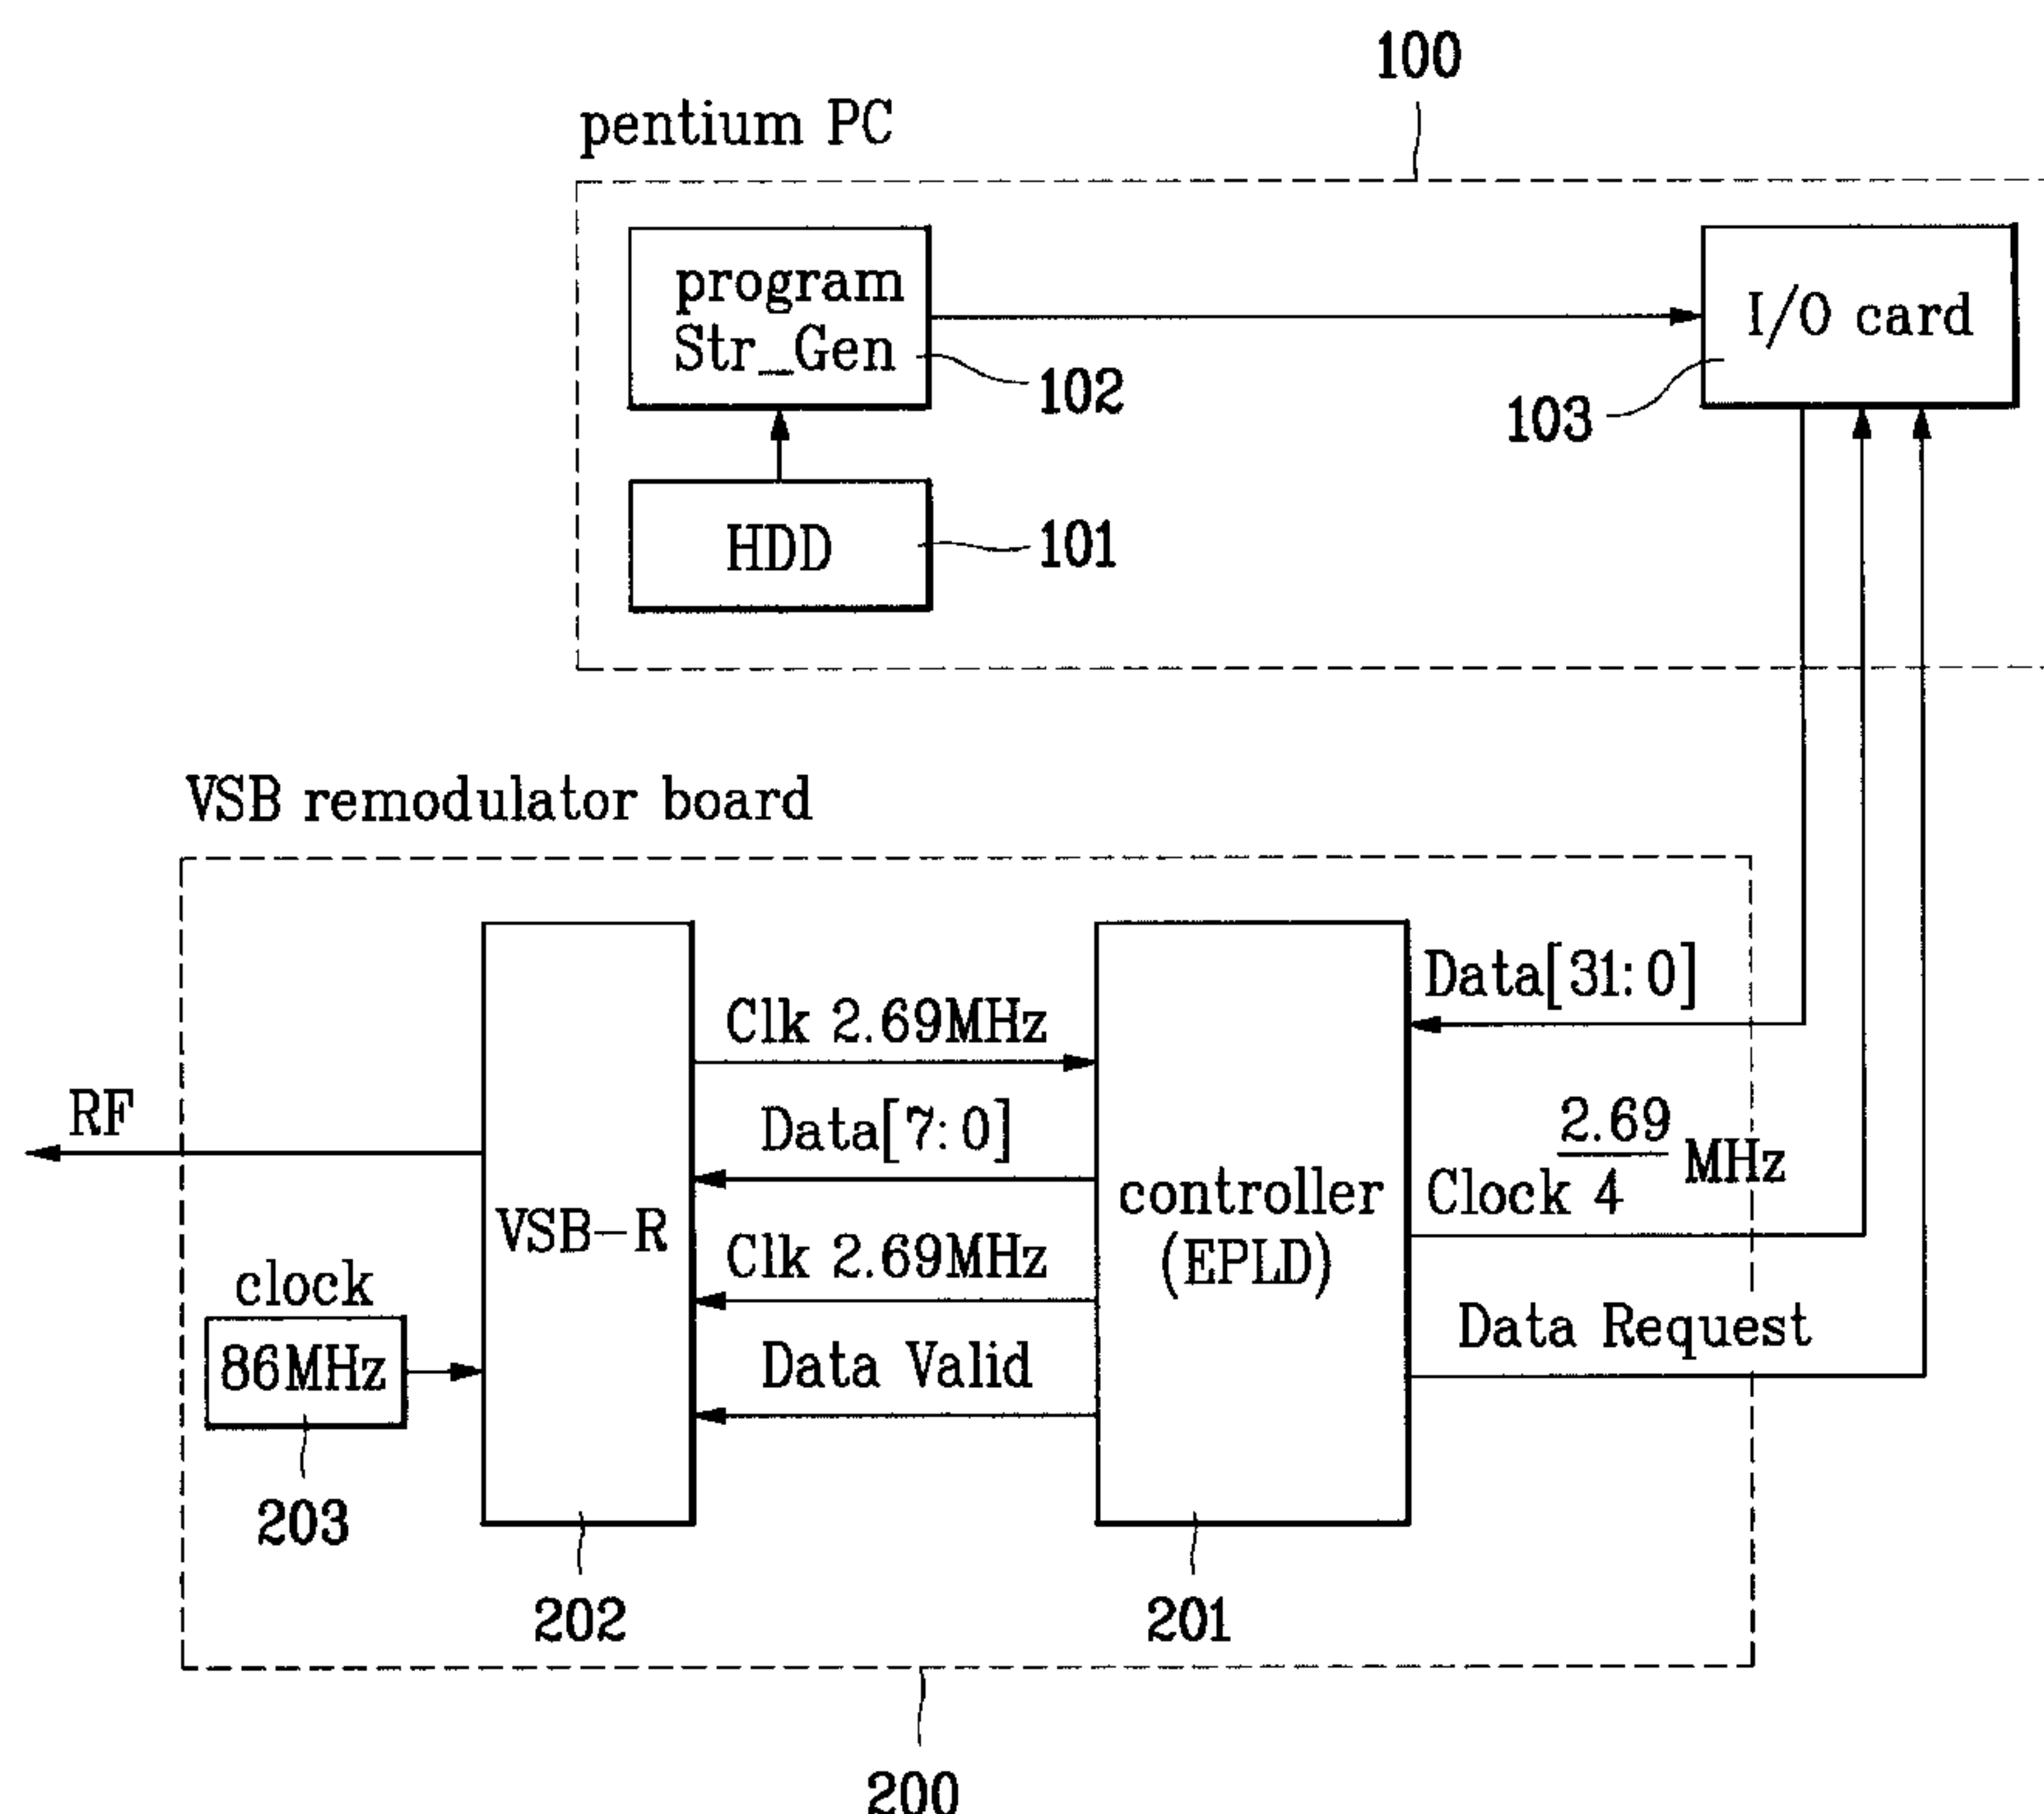 100
pentium PC
program
Str_Gen
102
I/O card
103
HDD
101
VSB remodulator board
Data[31:0]
Clk 2.69MHz
RF
Data[7:0]
2.69
MHz
Clock 4
controller
(EPLD)
VSB-R
Clk 2.69MHz
clock
86MHz
Data Request
Data Valid
203
202
201
200